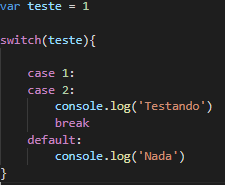 var teste = 1
switch(teste){
case 1:
case 2:
console.log('Testando')
break
default:
console.log('Nada')
}